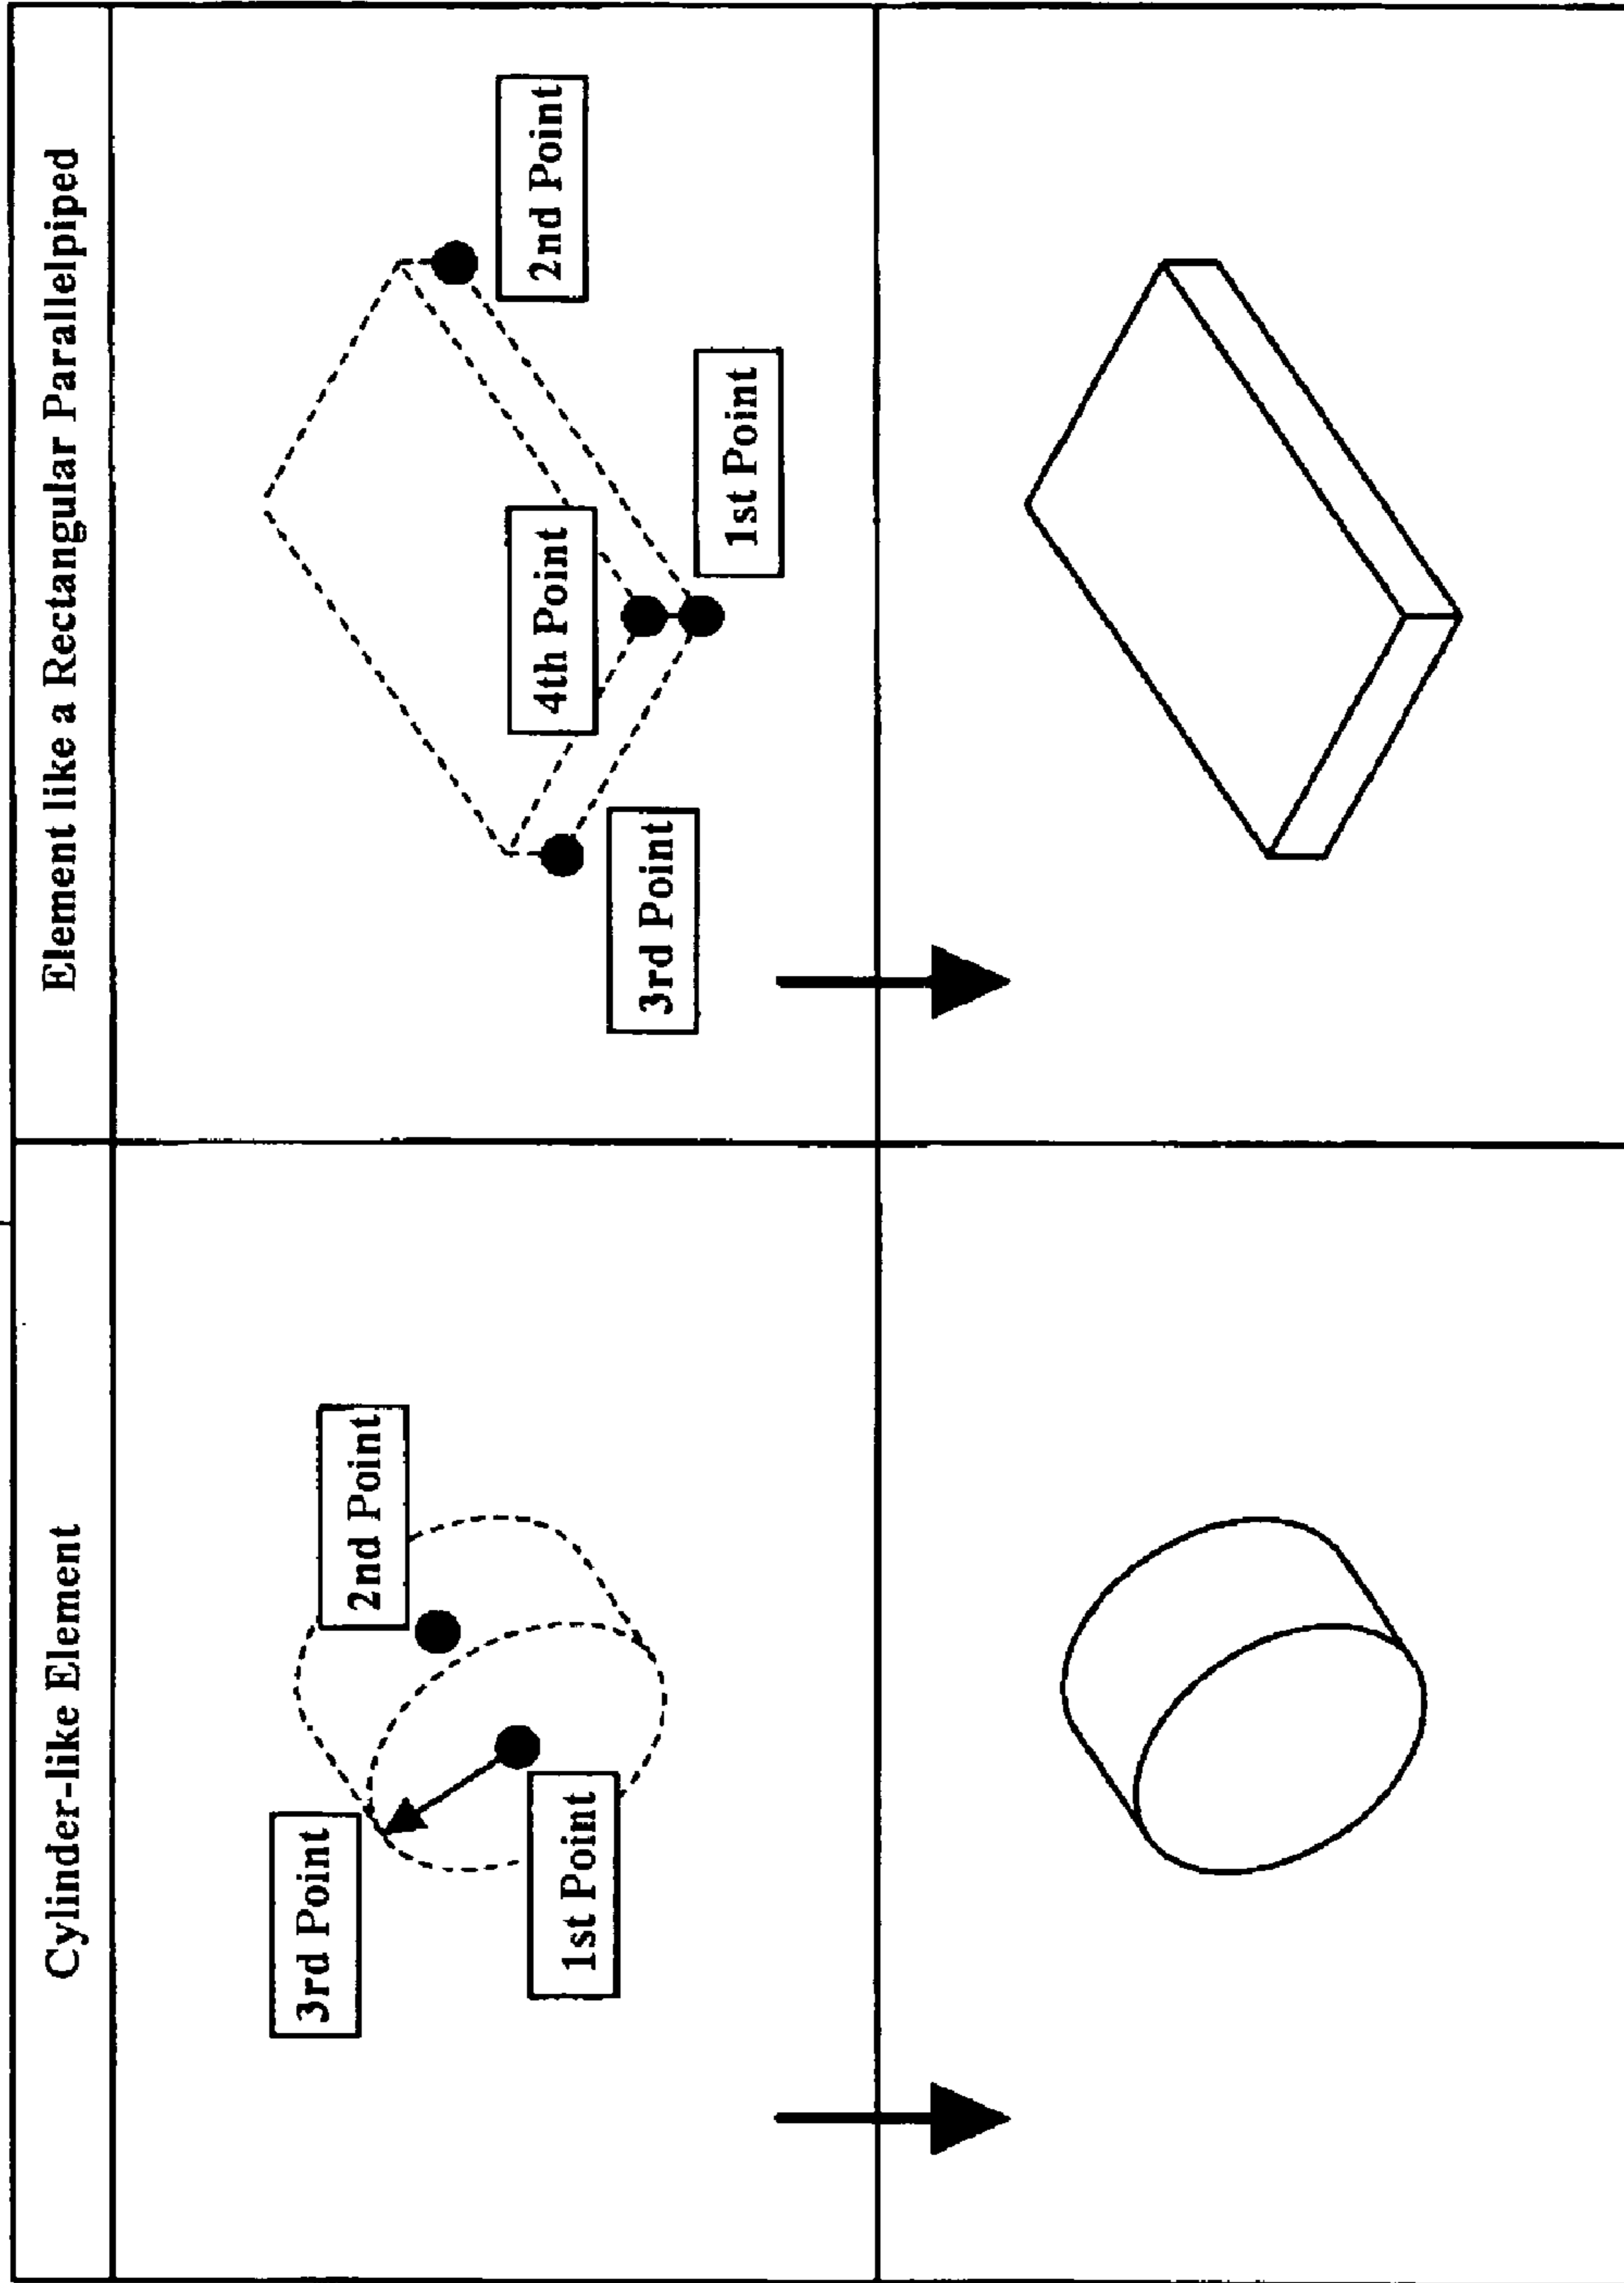 Cylinder-like Element
Element like a Rectangular Parallelpiped
3rd Point
2nd Point
1st Point
4th Point
2nd Point
3rd Point
1st Point